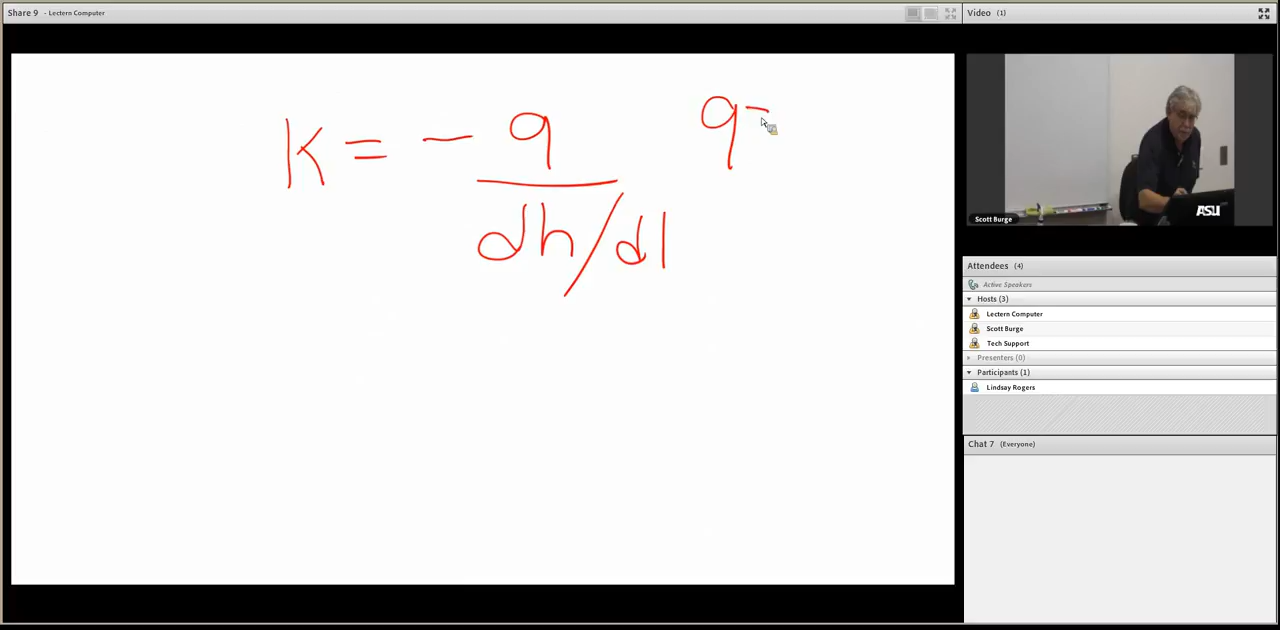 Share 9 - Lectern Computer
K = - q
dh/dl
q=
Video (1)
ASU
Scott Burge
Attendees (4)
Active Speakers
Hosts (3)
Lectern Computer
Scott Burge
Tech Support
Presenters (0)
Participants (1)
Lindsay Rogers
Chat 7 (Everyone)